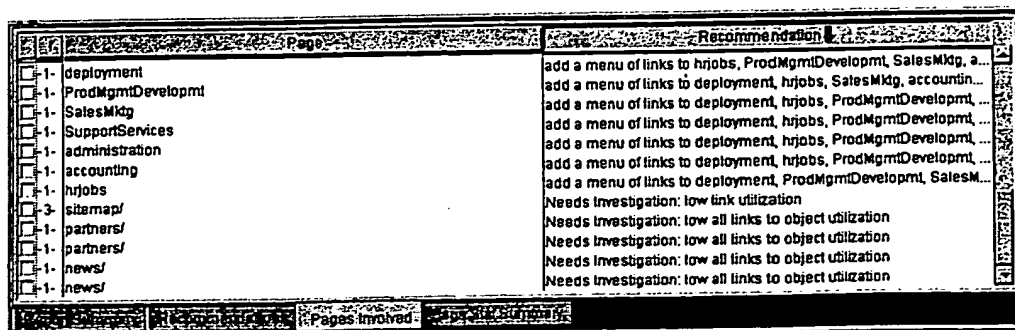 Page Recommendation
-1- deployment add a menu of links to hrjobs, ProdMgmtDevelopmt, SalesMktg, a...
-1- ProdMgmtDevelopmt add a menu of links to deployment, hrjobs, SalesMktg, accountin...
-1- SalesMktg add a menu of links to deployment, hrjobs, ProdMgmtDevelopmt, ...
-1- SupportServices add a menu of links to deployment, hrjobs, ProdMgmtDevelopmt, ...
-1- administration add a menu of links to deployment, hrjobs, ProdMgmtDevelopmt, ...
-1- accounting add a menu of links to deployment, hrjobs, ProdMgmtDevelopmt, ...
-1- hrjobs add a menu of links to deployment, ProdMgmtDevelopmt, SalesM...
-3- sitemap/ Needs Investigation: low link utilization
-1- partners/ Needs Investigation: low all links to object utilization
-1- partners/ Needs Investigation: low all links to object utilization
-1- news/ Needs Investigation: low all links to object utilization
-1- news/ Needs Investigation: low all links to object utilization
Pages Involved